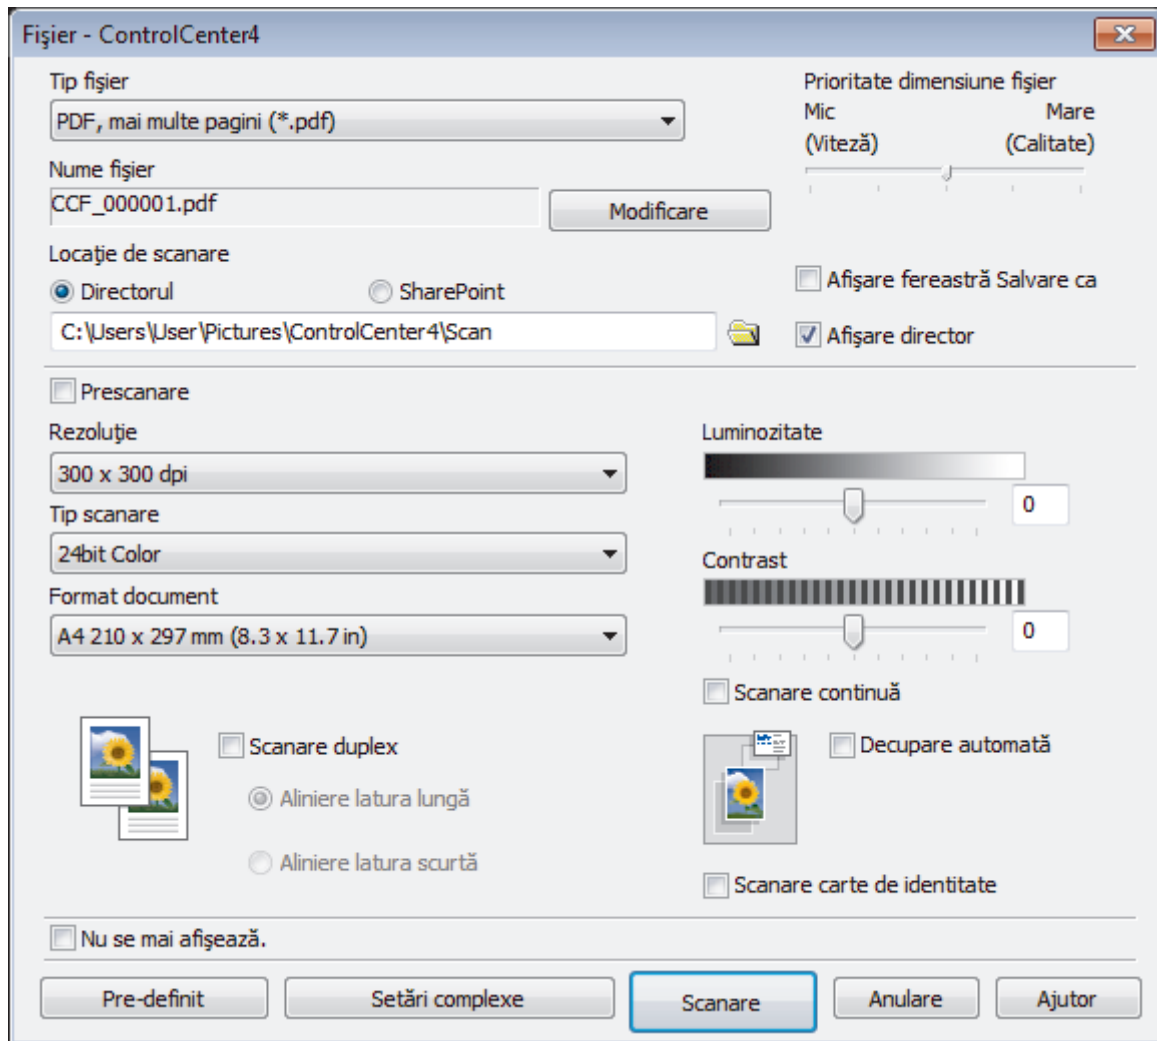 Fişier - ControlCenter4
Tip fişier
PDF, mai multe pagini (*.pdf)
Prioritate dimensiune fişier
Mic Mare
(Viteză) (Calitate)
Nume fişier
CCF_000001.pdf
Modificare
Locaţie de scanare
Directorul SharePoint
C:\Users\User\Pictures\ControlCenter4\Scan
Afişare fereastră Salvare ca
Afişare director
Prescanare
Rezoluţie
300 x 300 dpi
Tip scanare
24bit Color
Format document
A4 210 x 297 mm (8.3 x 11.7 in)
Luminozitate
0
Contrast
0
Scanare continuă
Scanare duplex
Aliniere latura lungă
Aliniere latura scurtă
Decupare automată
Scanare carte de identitate
Nu se mai afişează.
Pre-definit Setări complexe Scanare Anulare Ajutor